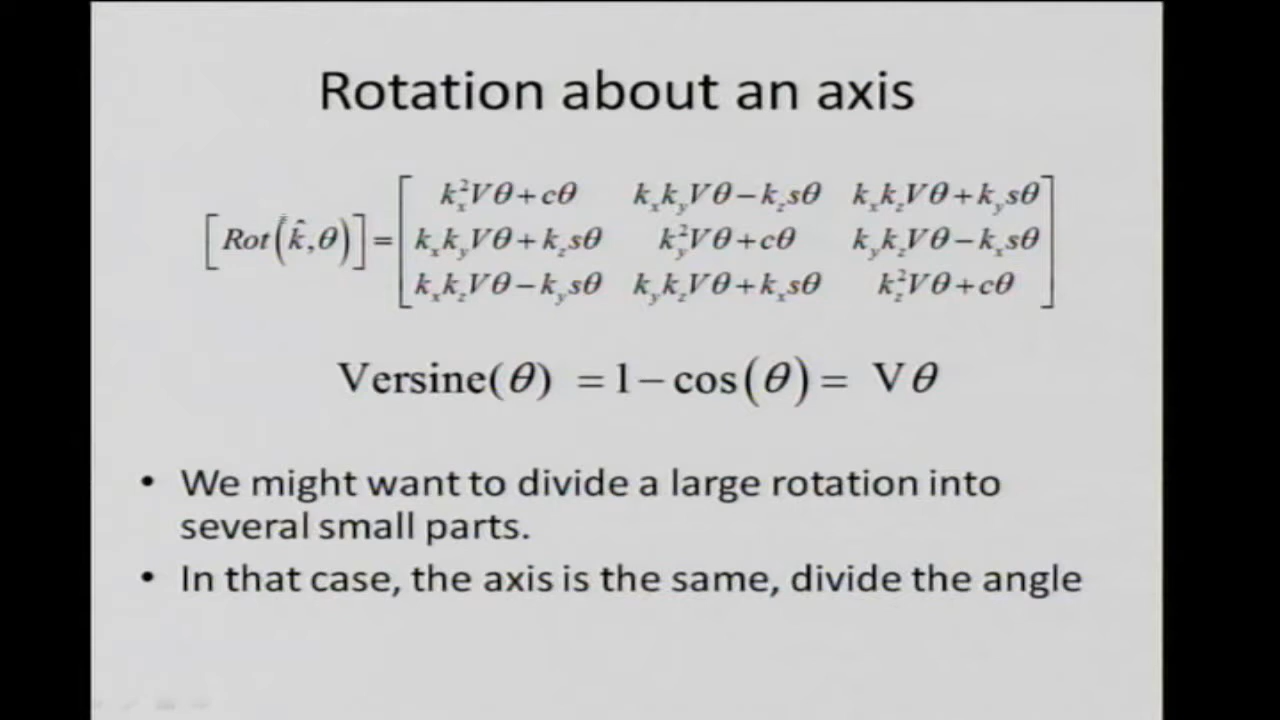 Rotation about an axis
[Rot(k̂,θ)] = [k_x²Vθ+cθ k_xk_yVθ−k_zsθ k_xk_zVθ+k_ysθ
k_xk_yVθ+k_zsθ k_y²Vθ+cθ k_yk_zVθ−k_xsθ
k_xk_zVθ−k_ysθ k_yk_zVθ+k_xsθ k_z²Vθ+cθ]
Versine(θ) = 1−cos(θ) = Vθ
• We might want to divide a large rotation into
several small parts.
• In that case, the axis is the same, divide the angle